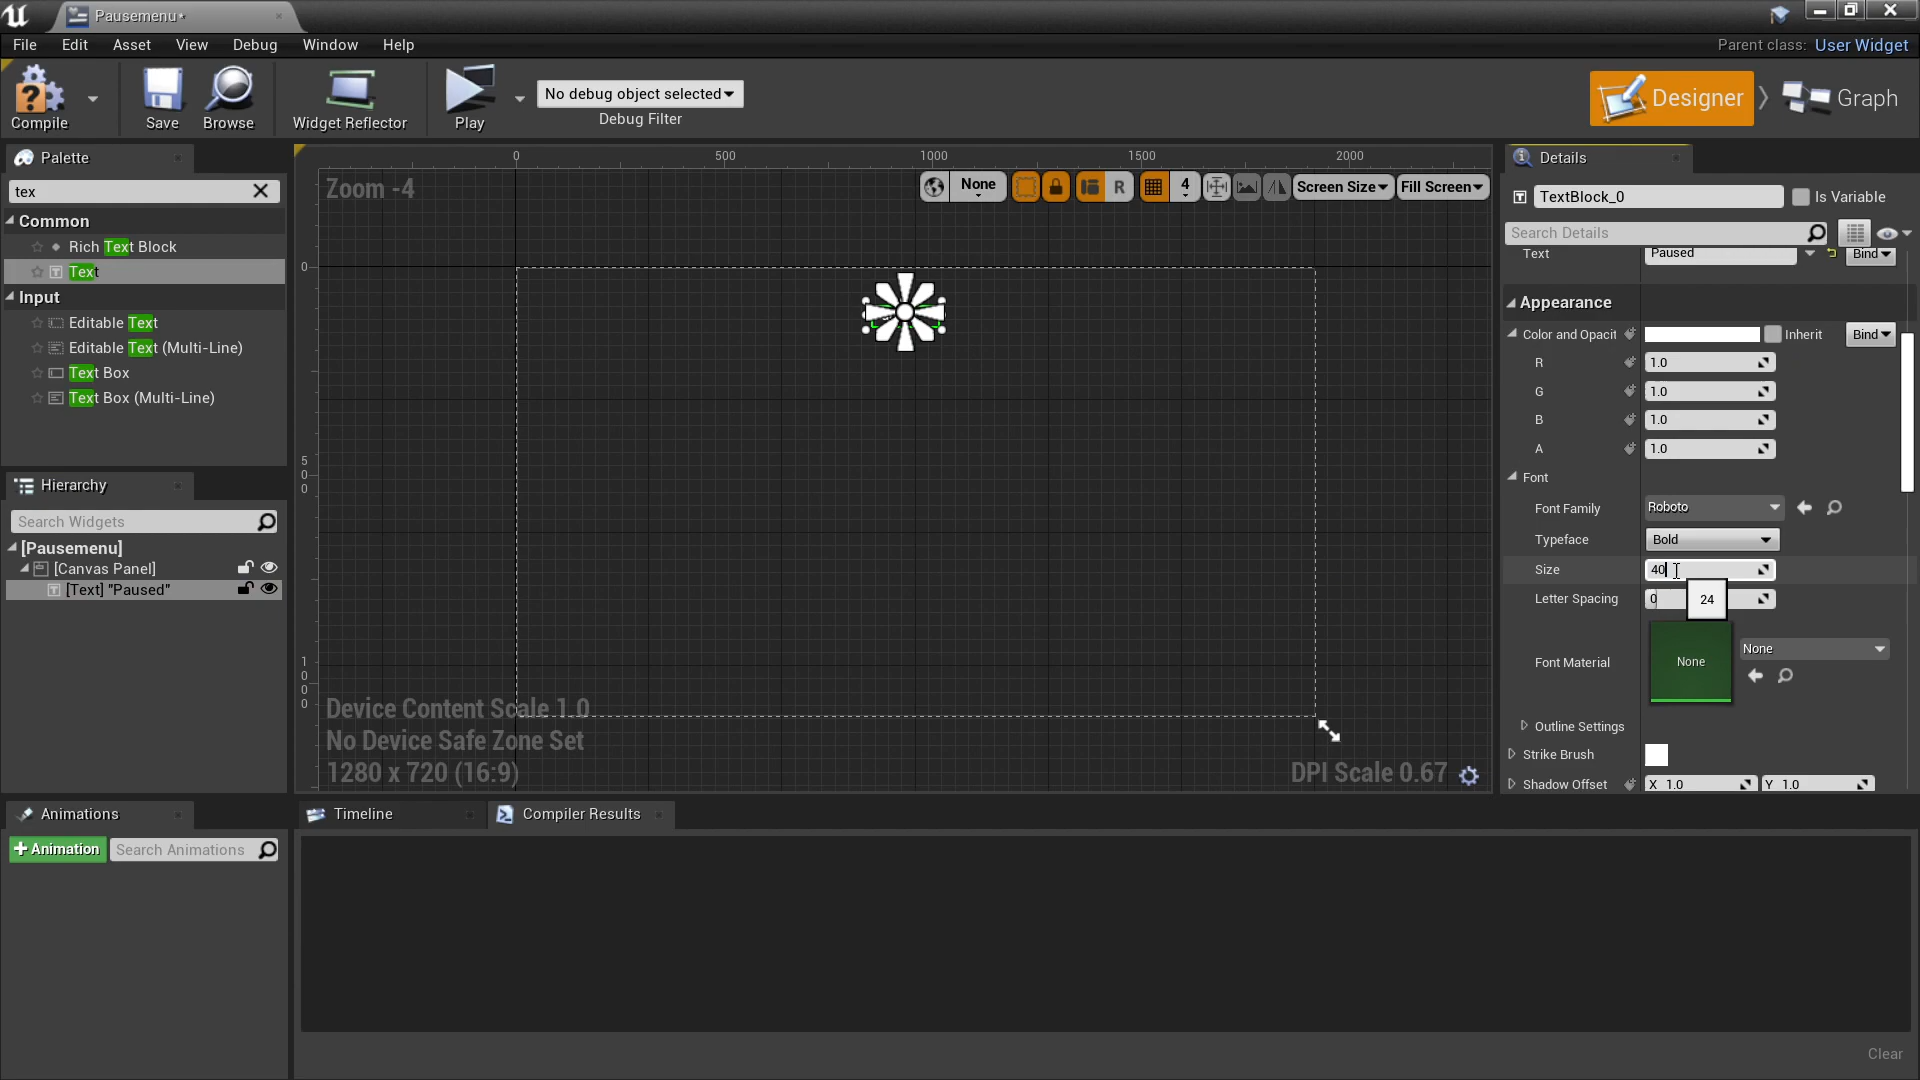 Pausemenu*
File Edit Asset View Debug Window Help
Parent class: User Widget
Compile Save Browse Widget Reflector Play
No debug object selected
Debug Filter
Designer Graph
Palette
tex
Common
Rich Text Block
Text
Input
Editable Text
Editable Text (Multi-Line)
Text Box
Text Box (Multi-Line)
Hierarchy
Search Widgets
[Pausemenu]
[Canvas Panel]
[Text] "Paused"
Animations
Animation Search Animations
0 500 1000 1500 2000
Zoom -4
None R 4 Screen Size Fill Screen
0
5
0
0
1
0
0
0
Device Content Scale 1.0
No Device Safe Zone Set
1280 x 720 (16:9)
DPI Scale 0.67
Timeline Compiler Results
Clear
Details
TextBlock_0 Is Variable
Search Details
Text Paused Bind
Appearance
Color and Opacit Inherit Bind
R 1.0
G 1.0
B 1.0
A 1.0
Font
Font Family Roboto
Typeface Bold
Size 40
Letter Spacing 0
24
Font Material None None
Outline Settings
Strike Brush
Shadow Offset X 1.0 Y 1.0